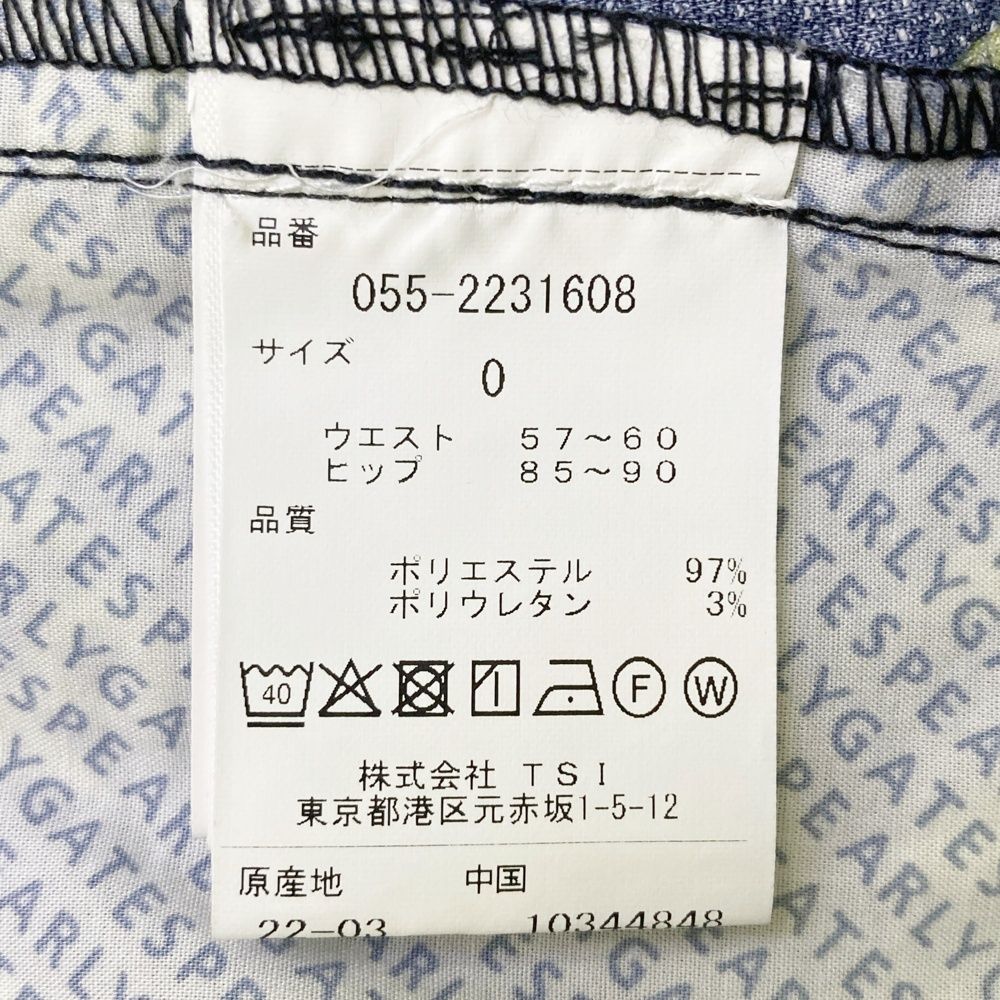 品番
055-2231608
サイズ
0
ウエスト 57～60
ヒップ 85～90
品質
ポリエステル 97%
ポリウレタン 3%
40 F W
株式会社 TSI
東京都港区元赤坂1-5-12
原産地 中国
22-03 10344848
PEARLYGATES
PEARLYGATES